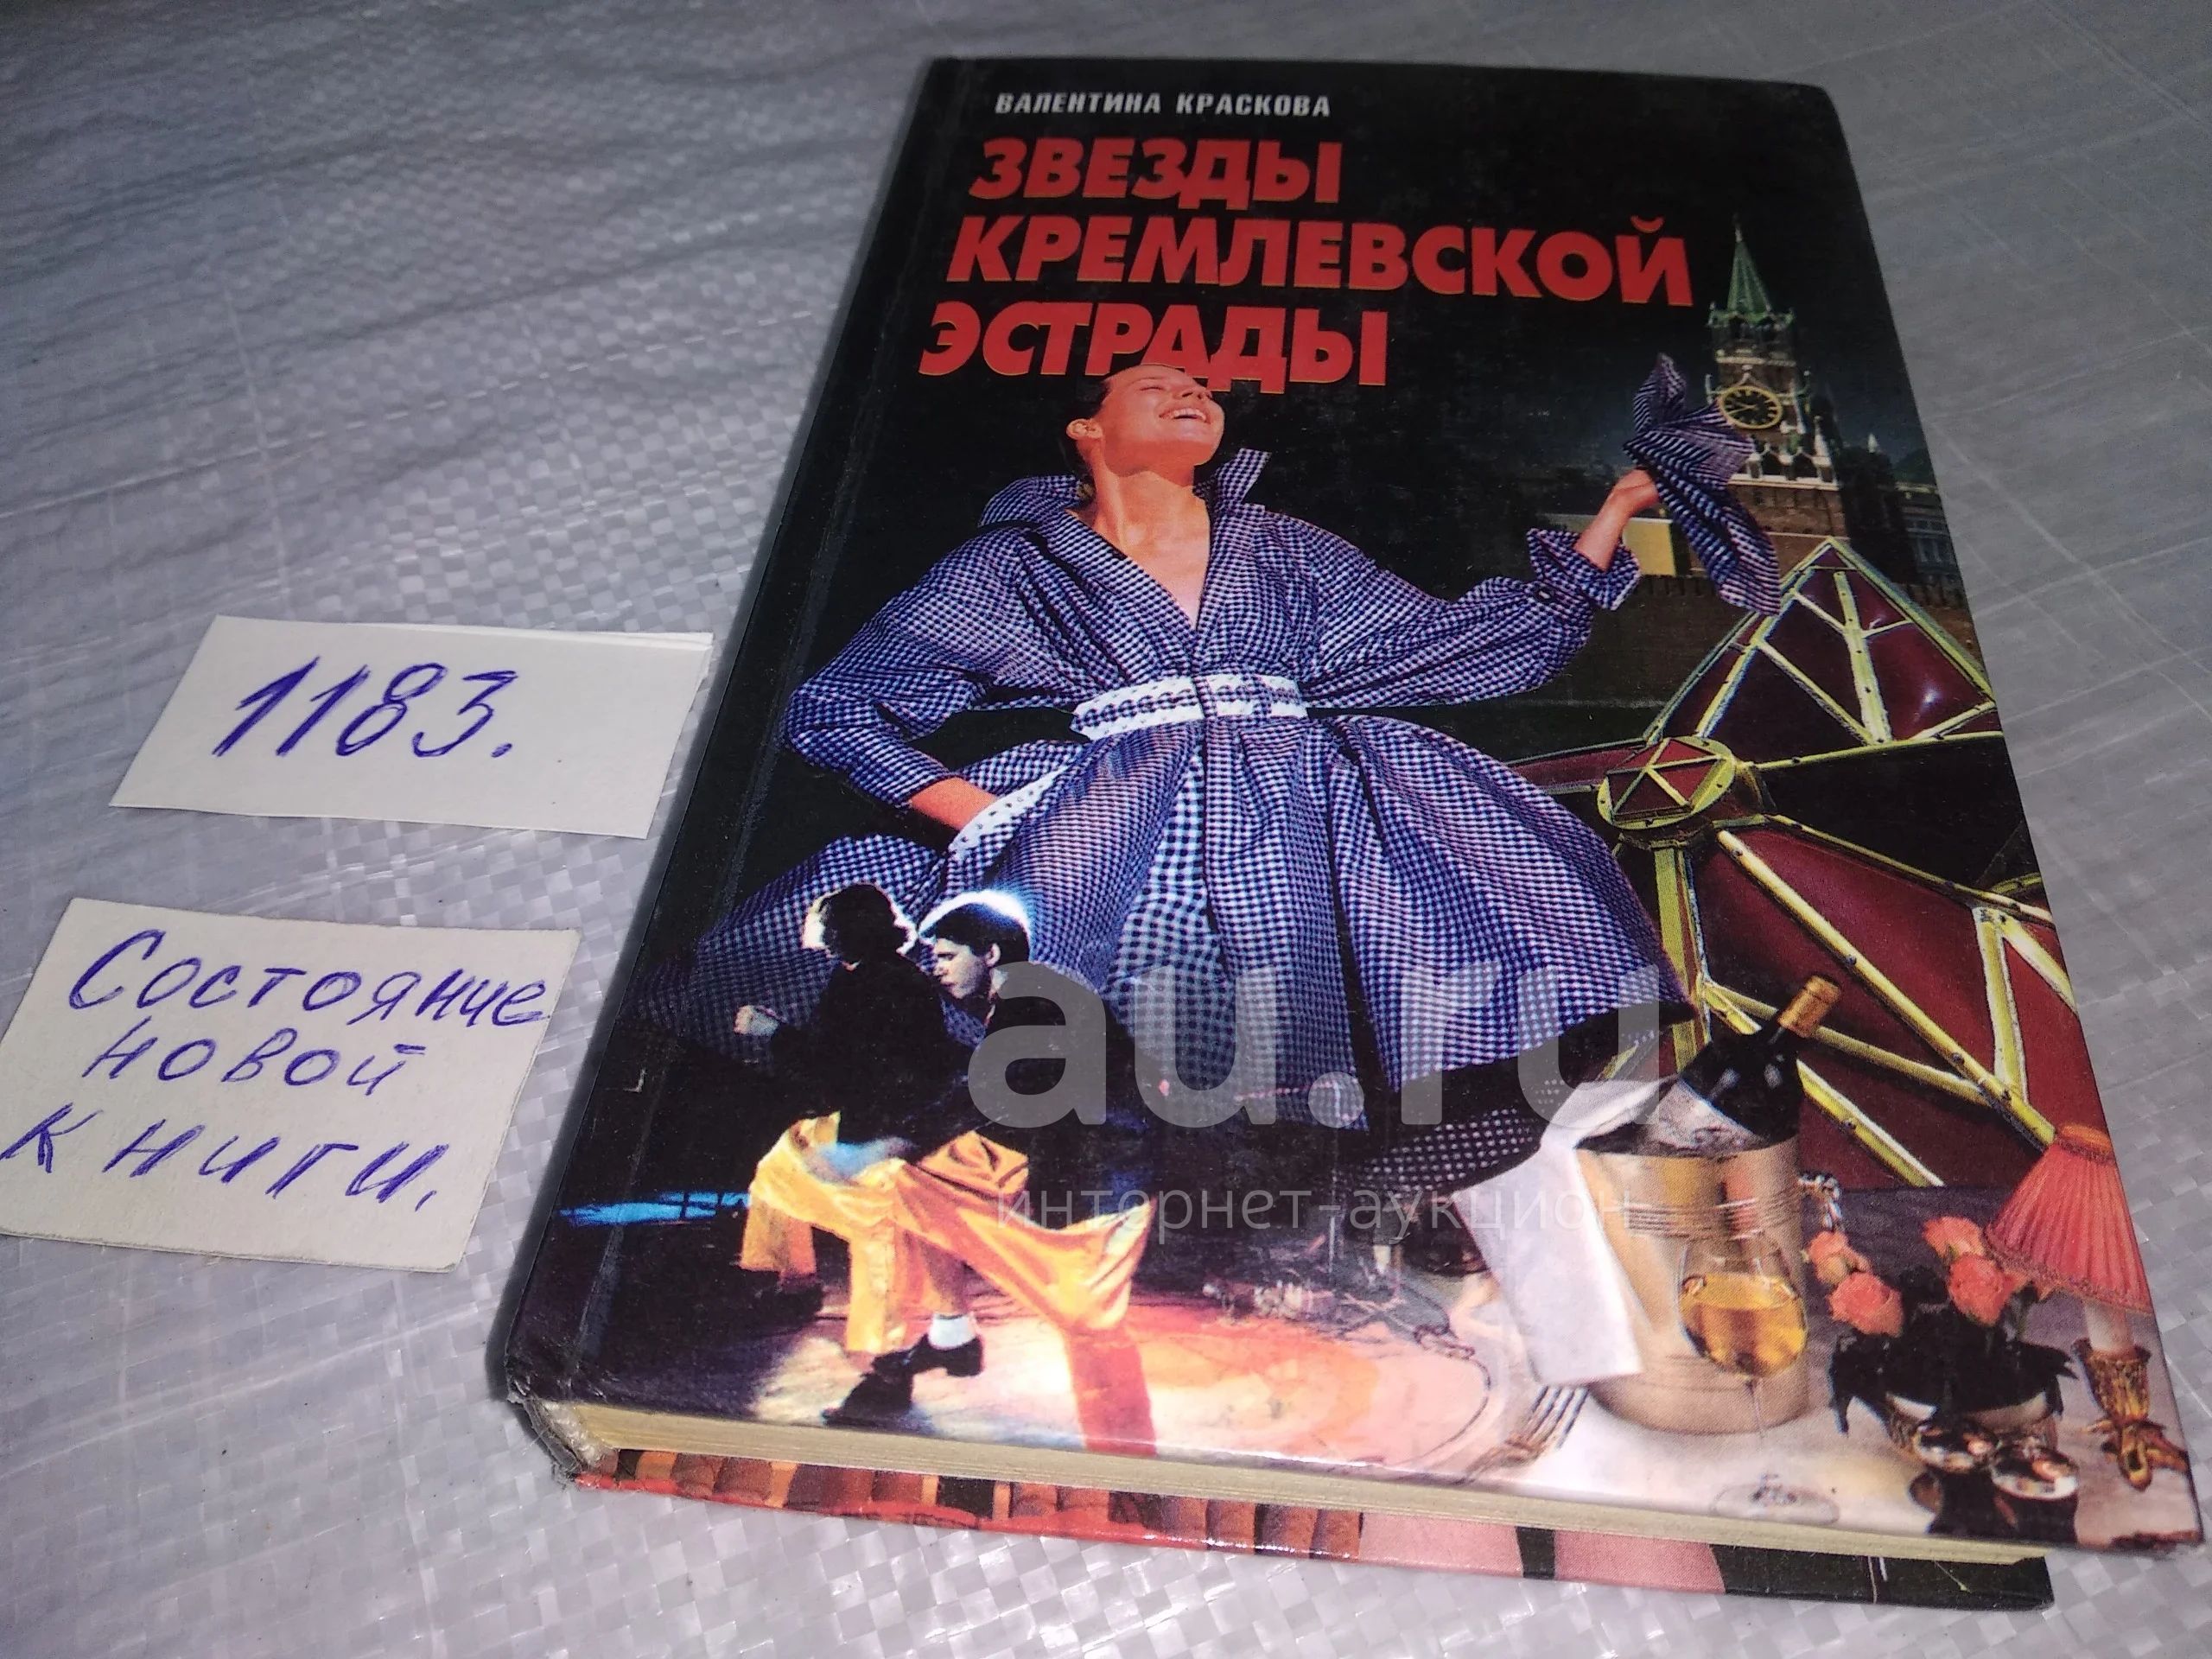 ВАЛЕНТИНА КРАСКОВА
ЗВЕЗДЫ
КРЕМЛЕВСКОЙ
ЭСТРАДЫ
1183.
Состояние
новой
книги.
au.ru
интернет-аукцион